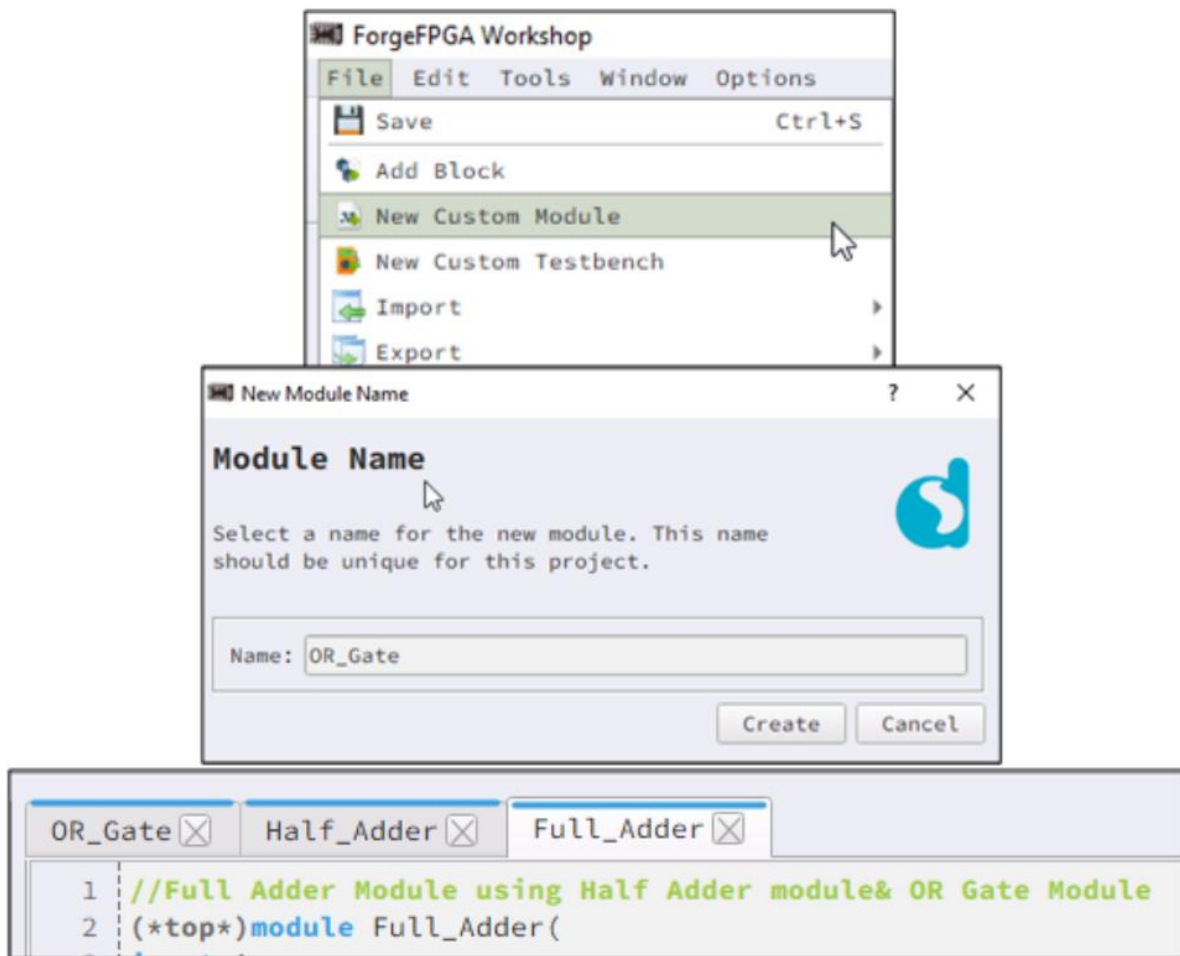 ForgeFPGA Workshop
File Edit Tools Window Options
Save Ctrl+S
Add Block
New Custom Module
New Custom Testbench
Import
Export
New Module Name ? X
Module Name
Select a name for the new module. This name
should be unique for this project.
Name: OR_Gate
Create Cancel
OR_Gate Half_Adder Full_Adder
1 //Full Adder Module using Half Adder module& OR Gate Module
2 (*top*)module Full_Adder(